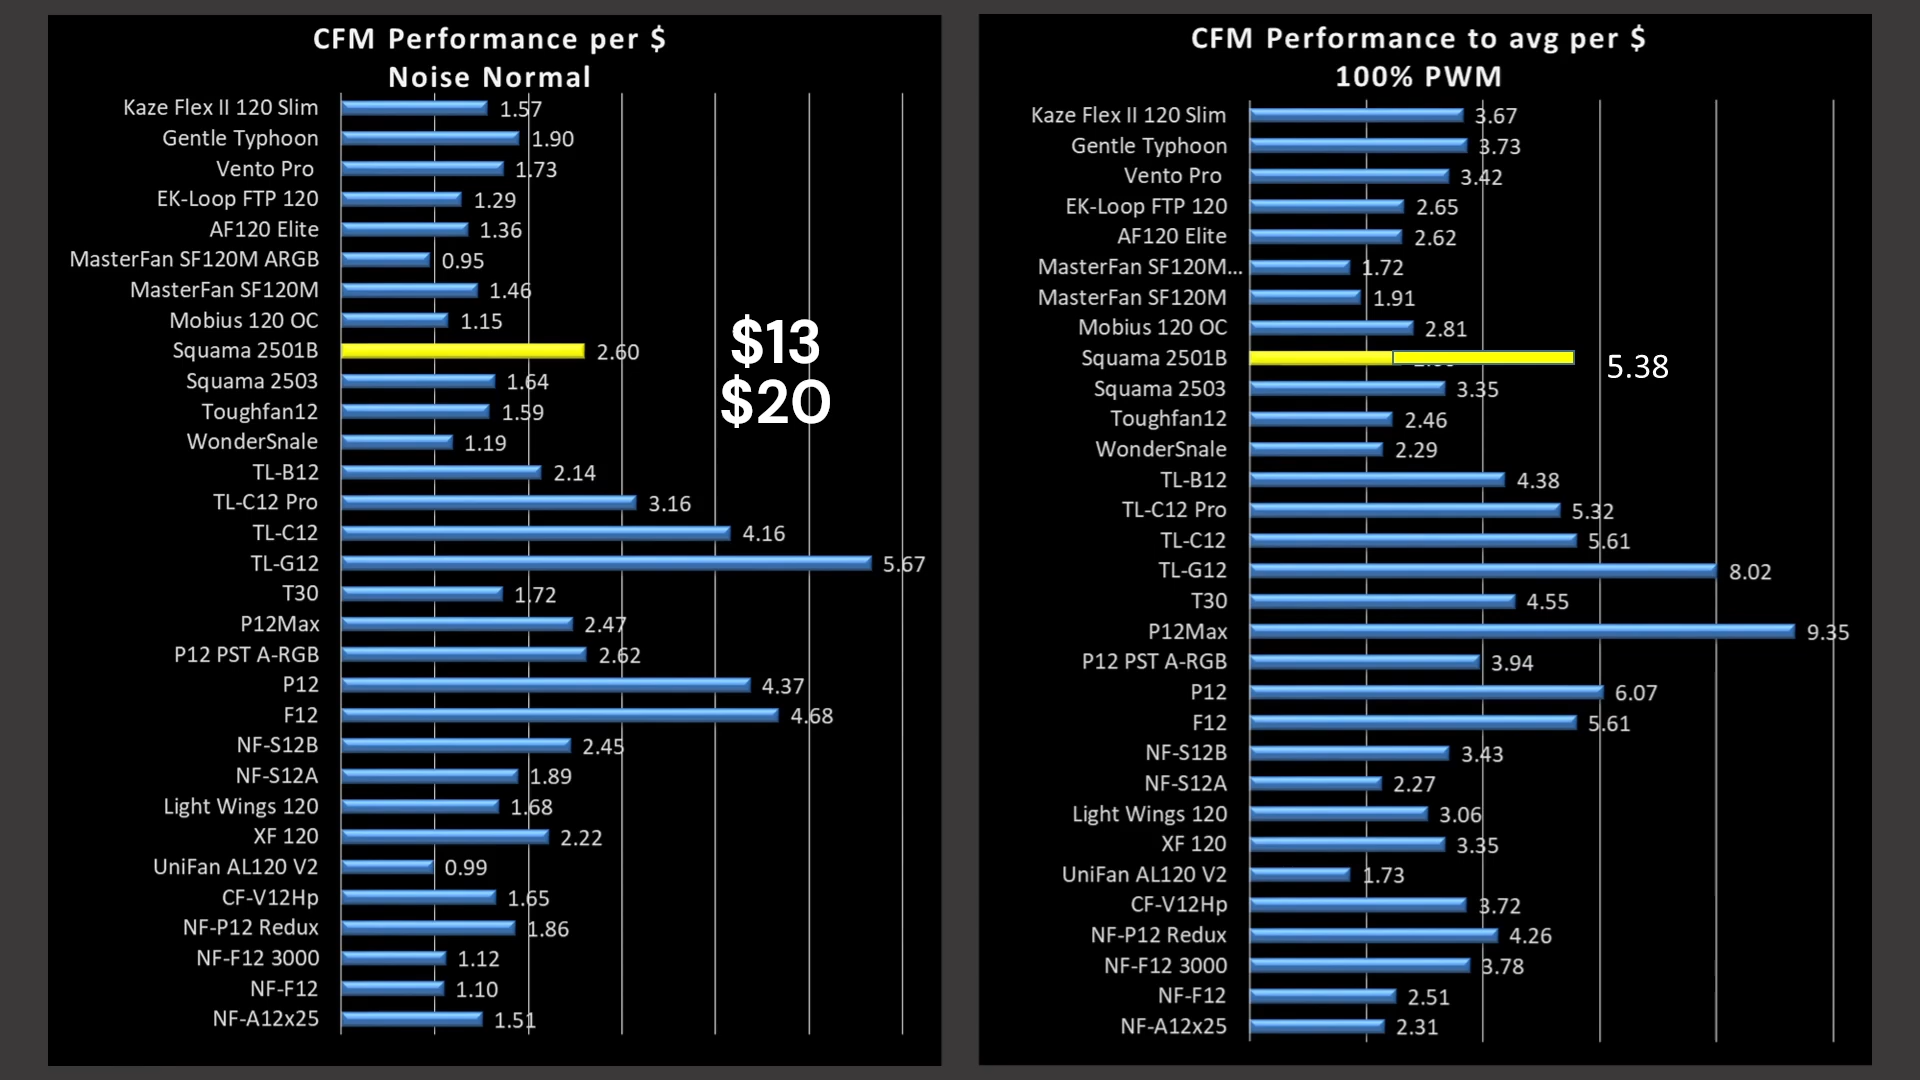 CFM Performance per $
Noise Normal
Kaze Flex II 120 Slim 1.57
Gentle Typhoon 1.90
Vento Pro 1.73
EK-Loop FTP 120 1.29
AF120 Elite 1.36
MasterFan SF120M ARGB 0.95
MasterFan SF120M 1.46
Mobius 120 OC 1.15
Squama 2501B 2.60
Squama 2503 1.64
Toughfan12 1.59
WonderSnale 1.19
TL-B12 2.14
TL-C12 Pro 3.16
TL-C12 4.16
TL-G12 5.67
T30 1.72
P12Max 2.47
P12 PST A-RGB 2.62
P12 4.37
F12 4.68
NF-S12B 2.45
NF-S12A 1.89
Light Wings 120 1.68
XF 120 2.22
UniFan AL120 V2 0.99
CF-V12Hp 1.65
NF-P12 Redux 1.86
NF-F12 3000 1.12
NF-F12 1.10
NF-A12x25 1.51
$13
$20
CFM Performance to avg per $
100% PWM
Kaze Flex II 120 Slim 3.67
Gentle Typhoon 3.73
Vento Pro 3.42
EK-Loop FTP 120 2.65
AF120 Elite 2.62
MasterFan SF120M... 1.72
MasterFan SF120M 1.91
Mobius 120 OC 2.81
Squama 2501B 5.38
Squama 2503 3.35
Toughfan12 2.46
WonderSnale 2.29
TL-B12 4.38
TL-C12 Pro 5.32
TL-C12 5.61
TL-G12 8.02
T30 4.55
P12Max 9.35
P12 PST A-RGB 3.94
P12 6.07
F12 5.61
NF-S12B 3.43
NF-S12A 2.27
Light Wings 120 3.06
XF 120 3.35
UniFan AL120 V2 1.73
CF-V12Hp 3.72
NF-P12 Redux 4.26
NF-F12 3000 3.78
NF-F12 2.51
NF-A12x25 2.31